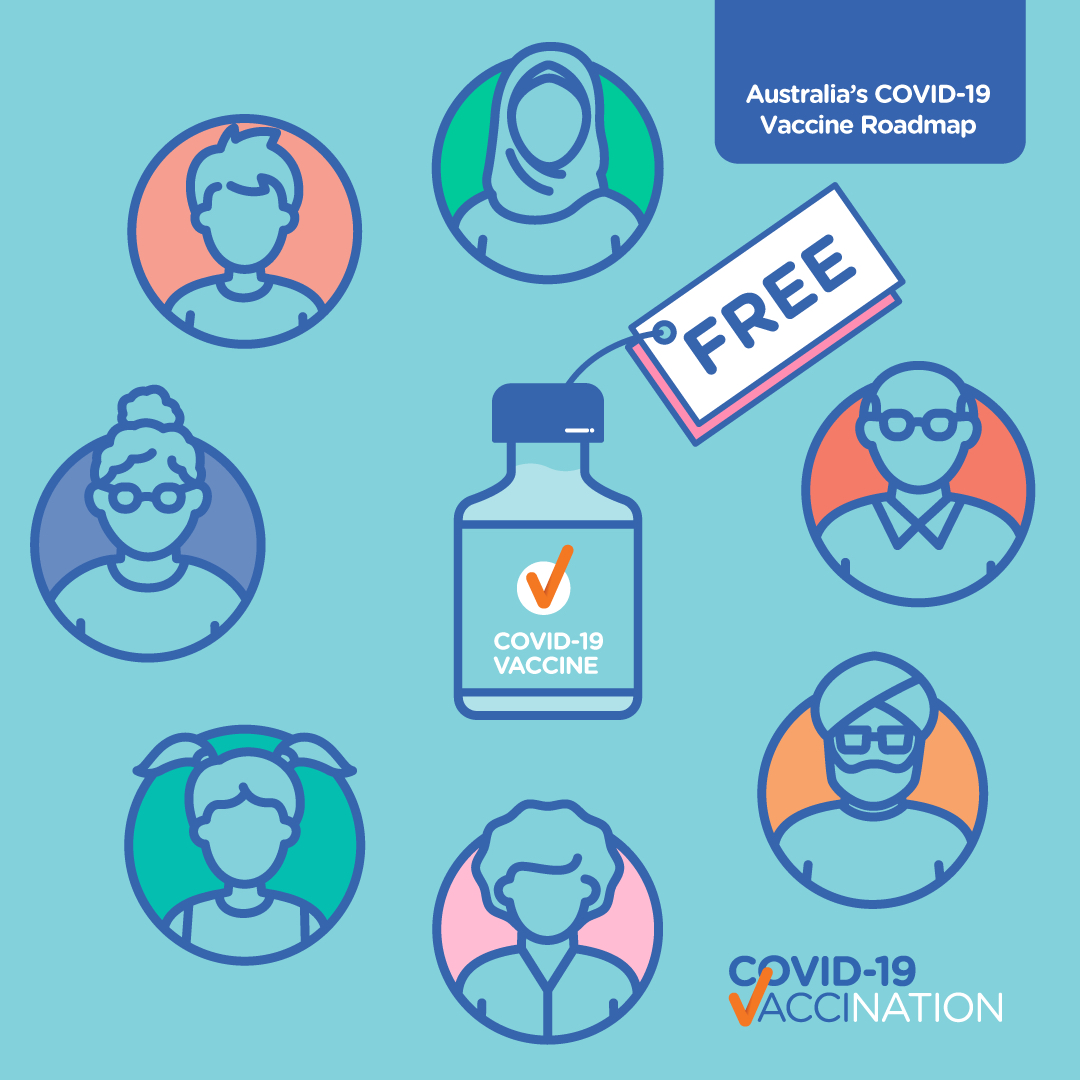 Australia’s COVID-19
Vaccine Roadmap
FREE
COVID-19
VACCINE
COVID-19
VACCINATION